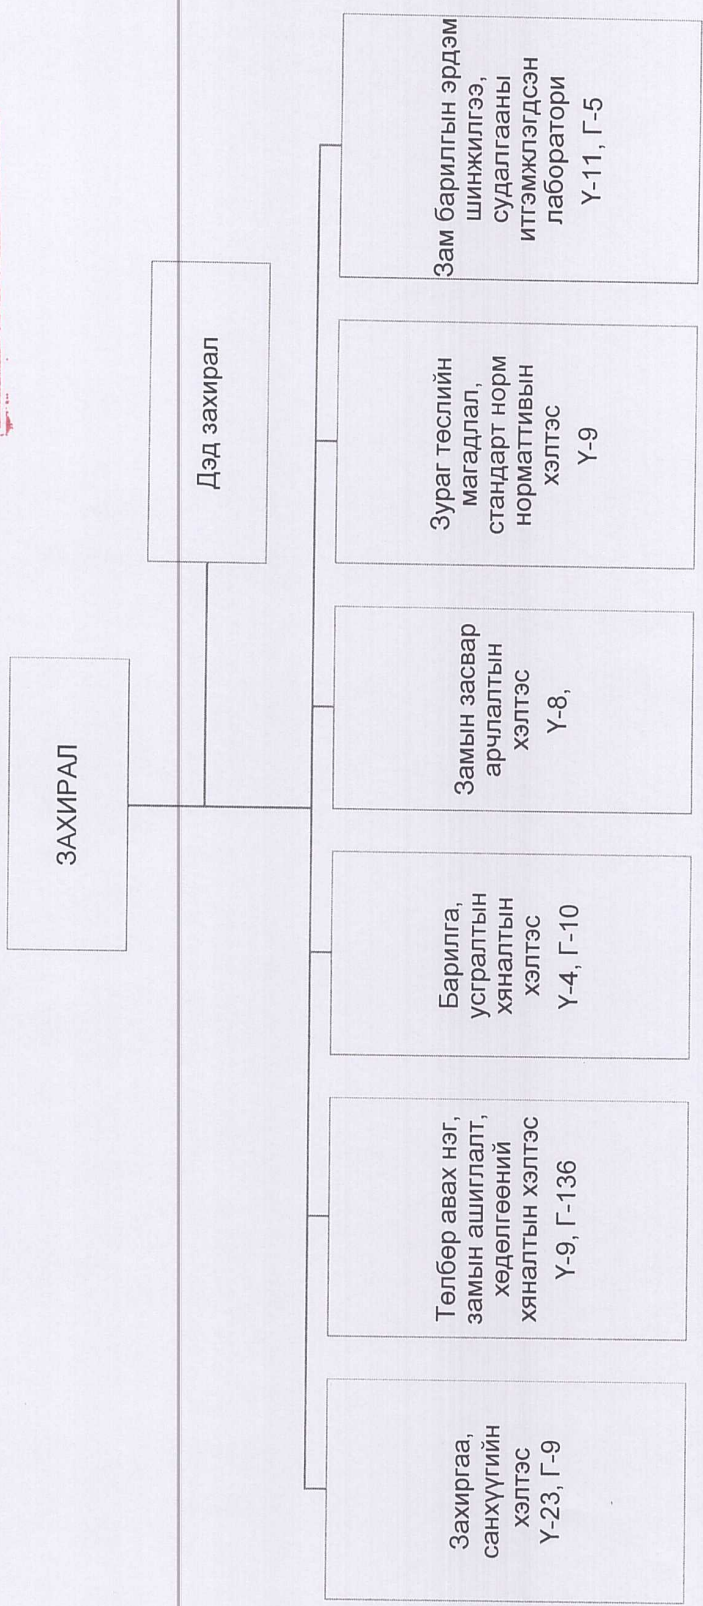 ЗАХИРАЛ
Дэд захирал
Захиргаа,
санхүүгийн
хэлтэс
Ү-23, Г-9
Төлбөр авах нэг,
замын ашиглалт,
хөдөлгөөний
хяналтын хэлтэс
Ү-9, Г-136
Барилга,
усгралтын
хяналтын
хэлтэс
Ү-4, Г-10
Замын засвар
арчлалтын
хэлтэс
Ү-8,
Зураг төслийн
магадлал,
стандарт норм
норматтивын
хэлтэс
Ү-9
Зам барилгын эрдэм
шинжилгээ,
судалгааны
итгэмжлэгдсэн
лаборатори
Ү-11, Г-5